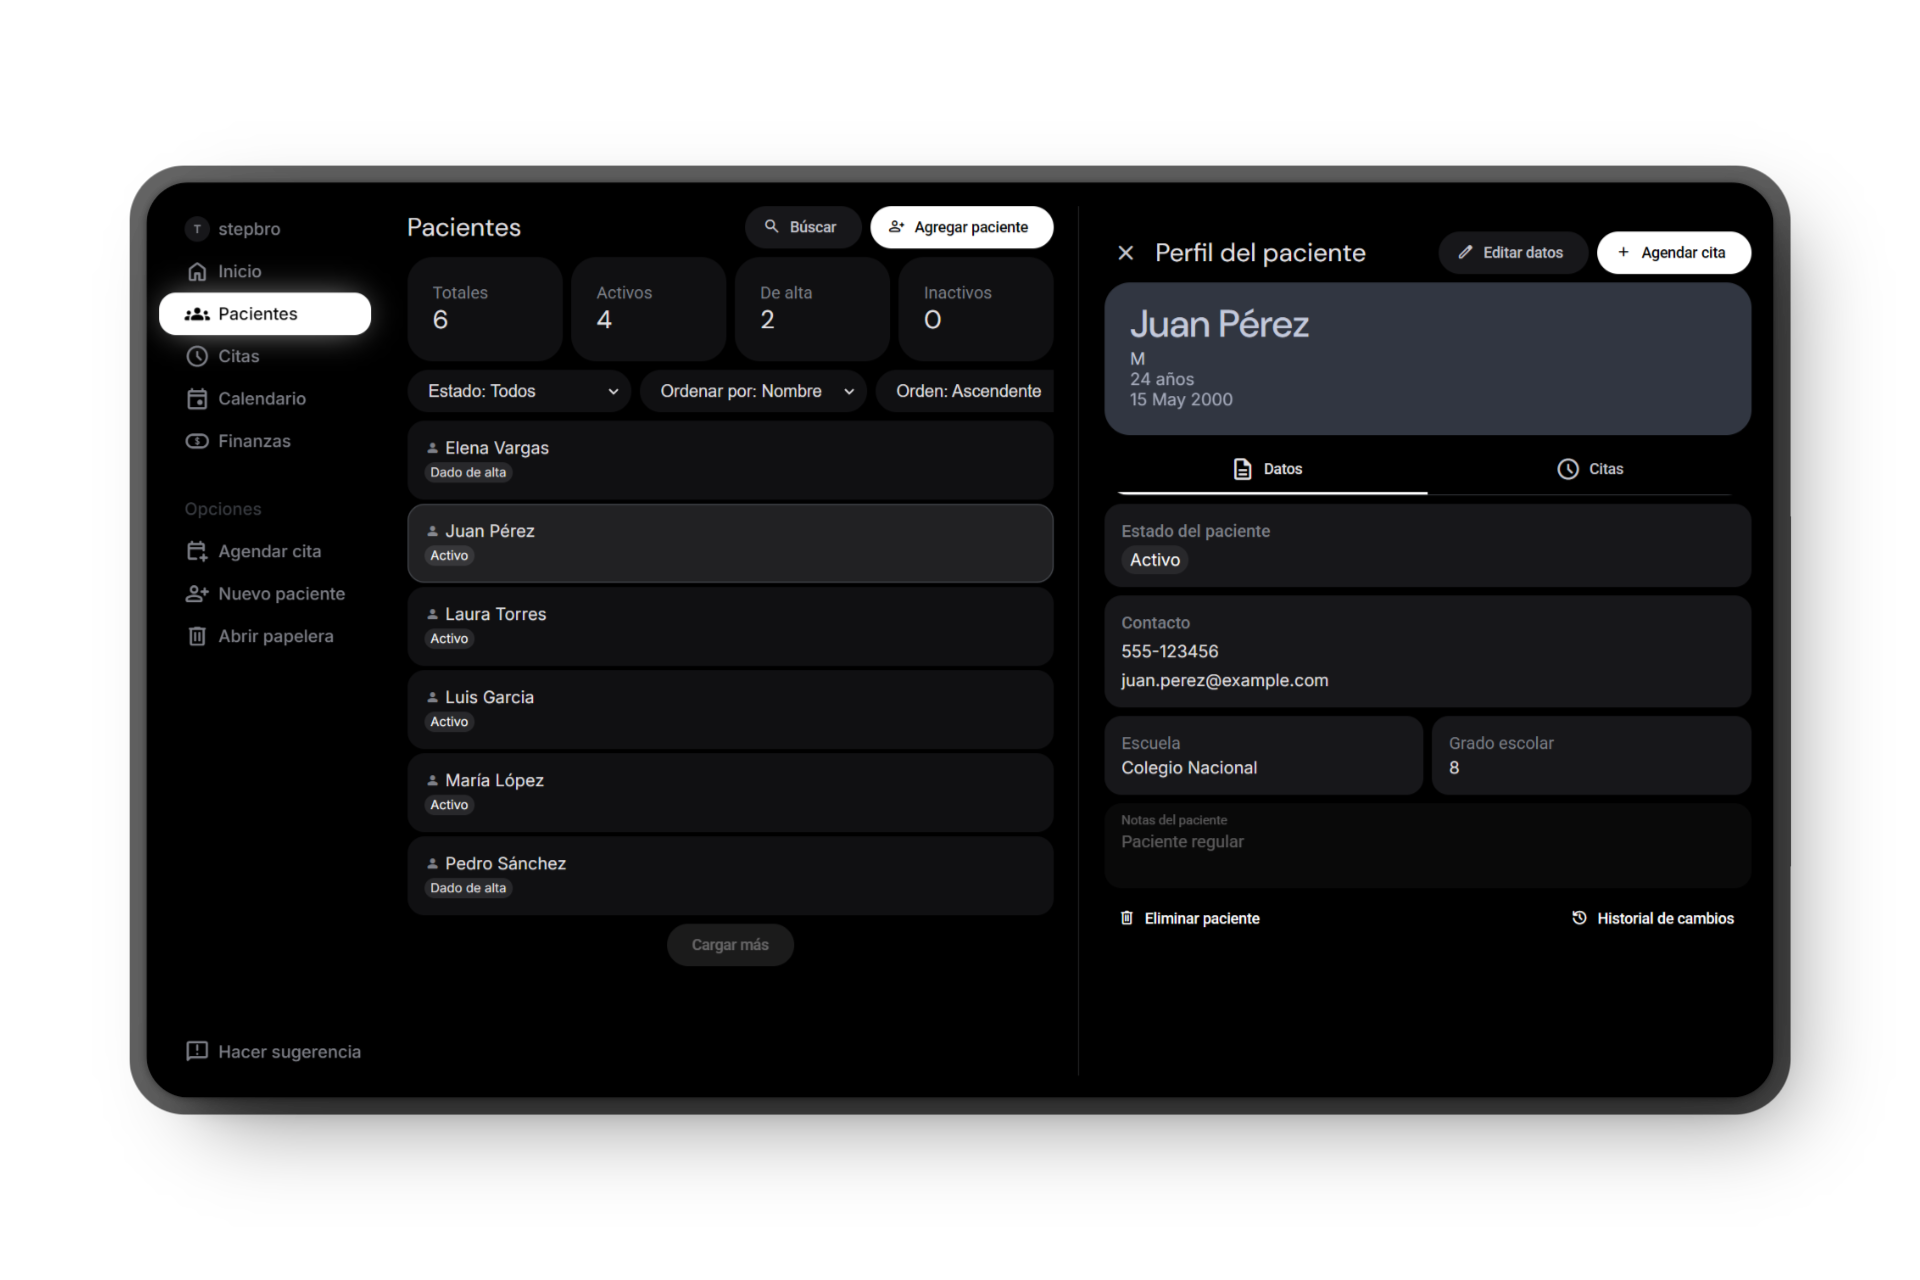 T stepbro
Inicio
Pacientes
Citas
Calendario
Finanzas
Opciones
Agendar cita
Nuevo paciente
Abrir papelera
Hacer sugerencia
Pacientes
Búscar
Agregar paciente
Totales
6
Activos
4
De alta
2
Inactivos
0
Estado: Todos
Ordenar por: Nombre
Orden: Ascendente
Elena Vargas
Dado de alta
Juan Pérez
Activo
Laura Torres
Activo
Luis Garcia
Activo
María López
Activo
Pedro Sánchez
Dado de alta
Cargar más
Perfil del paciente
Editar datos
+ Agendar cita
Juan Pérez
M
24 años
15 May 2000
Datos
Citas
Estado del paciente
Activo
Contacto
555-123456
juan.perez@example.com
Escuela
Colegio Nacional
Grado escolar
8
Notas del paciente
Paciente regular
Eliminar paciente
Historial de cambios